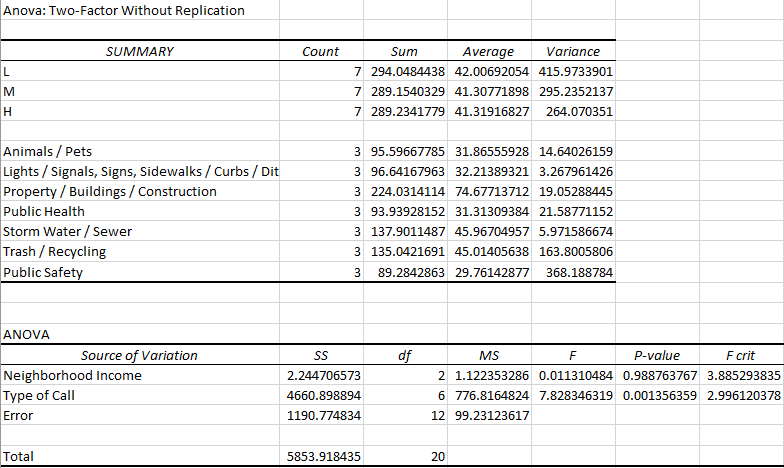 Anova: Two-Factor Without Replication
SUMMARY Count Sum Average Variance
L 7 294.0484438 42.00692054 415.9733901
M 7 289.1540329 41.30771898 295.2352137
H 7 289.2341779 41.31916827 264.070351
Animals / Pets 3 95.59667785 31.86555928 14.64026159
Lights / Signals, Signs, Sidewalks / Curbs / Dit 3 96.64167963 32.21389321 3.267961426
Property / Buildings / Construction 3 224.0314114 74.67713712 19.05288445
Public Health 3 93.93928152 31.31309384 21.58771152
Storm Water / Sewer 3 137.9011487 45.96704957 5.971586674
Trash / Recycling 3 135.0421691 45.01405638 163.8005806
Public Safety 3 89.2842863 29.76142877 368.188784
ANOVA
Source of Variation SS df MS F P-value F crit
Neighborhood Income 2.244706573 2 1.122353286 0.011310484 0.988763767 3.885293835
Type of Call 4660.898894 6 776.8164824 7.828346319 0.001356359 2.996120378
Error 1190.774834 12 99.23123617
Total 5853.918435 20